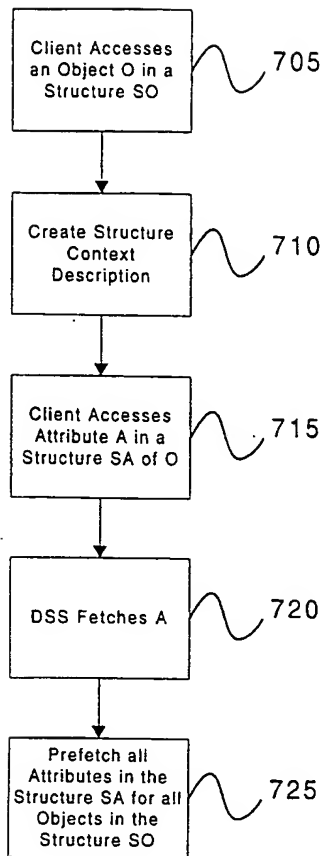 Client Accesses
an Object O in a
Structure SO
705
Create Structure
Context
Description
710
Client Accesses
Attribute A in a
Structure SA of O
715
DSS Fetches A
720
Prefetch all
Attributes in the
Structure SA for all
Objects in the
Structure SO
725